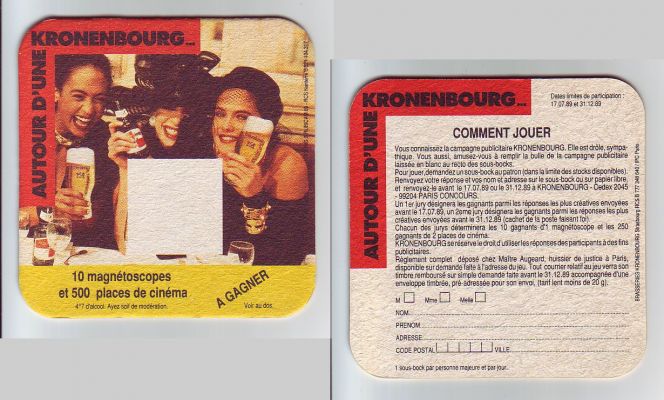 KRONENBOURG...
AUTOUR D'UNE
10 magnétoscopes
et 500 places de cinéma
4°7 d'alcool. Ayez soif de modération.
A GAGNER
Voir au dos.
KRONENBOURG...
AUTOUR D'UNE
Dates limites de participation :
17.07.89 et 31.12.89
COMMENT JOUER
Vous connaissez la campagne publicitaire KRONENBOURG. Elle est drôle, sympa-
thique. Vous aussi, amusez-vous à remplir la bulle de la campagne publicitaire
laissée en blanc au recto des sous-bocks.
Pour jouer, demandez un sous-bock au patron (dans la limite des stocks disponibles).
Renvoyez votre réponse et vos nom et adresse sur le sous-bock ou sur papier libre,
et renvoyez-le avant le 17.07.89 ou le 31.12.89 à KRONENBOURG - Cedex 2045
- 99204 PARIS CONCOURS.
Un 1er jury désignera les gagnants parmi les réponses les plus créatives envoyées
avant le 17.09.89, un 2ème jury désignera les gagnants parmi les réponses les plus
créatives envoyées avant le 31.12.89 (cachet de la poste faisant foi).
Chacun des jurys déterminera les 10 gagnants d'1 magnétoscope et les 250
gagnants de 2 places de cinéma.
KRONENBOURG se réserve le droit d'utiliser les réponses des participants à des fins
publicitaires.
Règlement complet déposé chez Maître Augeard, huissier de justice à Paris,
disponible sur demande faite à l'adresse du jeu. Tout courrier relatif au jeu verra son
timbre remboursé sur simple demande faite avant le 31.12.89 accompagnée d'une
enveloppe timbrée, pré-adressée pour son envoi, (tarif lent moins de 20 g).
M Mme Melle
NOM
PRENOM
ADRESSE
CODE POSTAL VILLE
1 sous-bock par personne majeure et par jour.